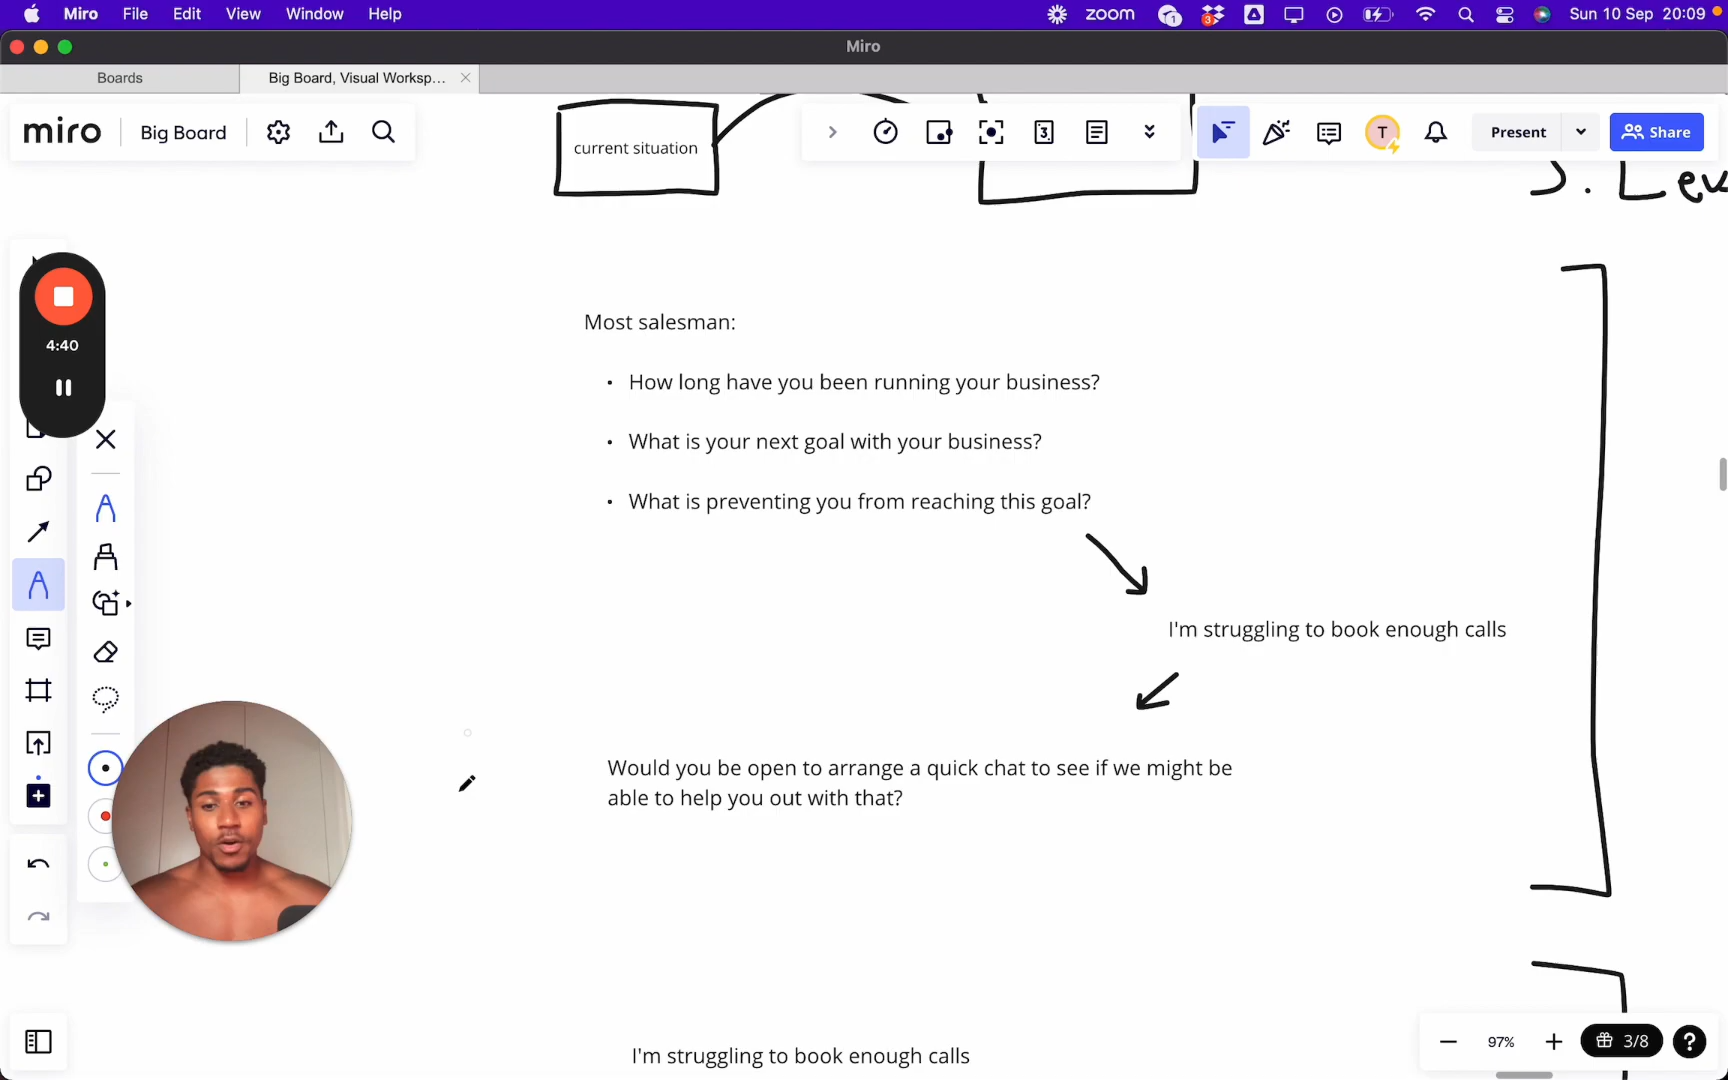 Miro File Edit View Window Help
zoom 1 3 Sun 10 Sep 20:09
Miro
Boards
Big Board, Visual Worksp...
miro Big Board
current situation
3
T
Present
Share
4:40
Most salesman:
• How long have you been running your business?
• What is your next goal with your business?
• What is preventing you from reaching this goal?
I'm struggling to book enough calls
Would you be open to arrange a quick chat to see if we might be
able to help you out with that?
I'm struggling to book enough calls
97%
3/8
?